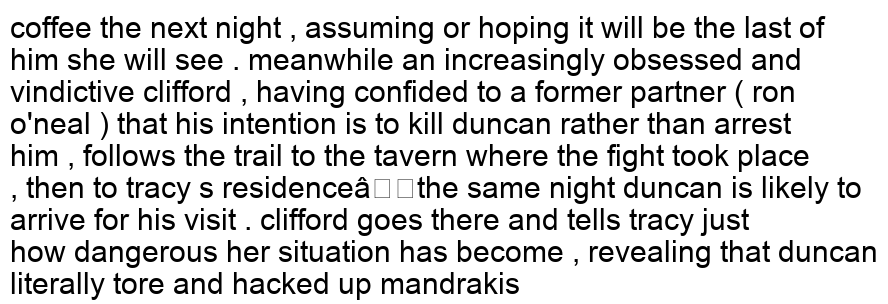 coffee the next night , assuming or hoping it will be the last of
him she will see . meanwhile an increasingly obsessed and
vindictive clifford , having confided to a former partner ( ron
o'neal ) that his intention is to kill duncan rather than arrest
him , follows the trail to the tavern where the fight took place
, then to tracy s residenceâ□□the same night duncan is likely to
arrive for his visit . clifford goes there and tells tracy just
how dangerous her situation has become , revealing that duncan
literally tore and hacked up mandrakis